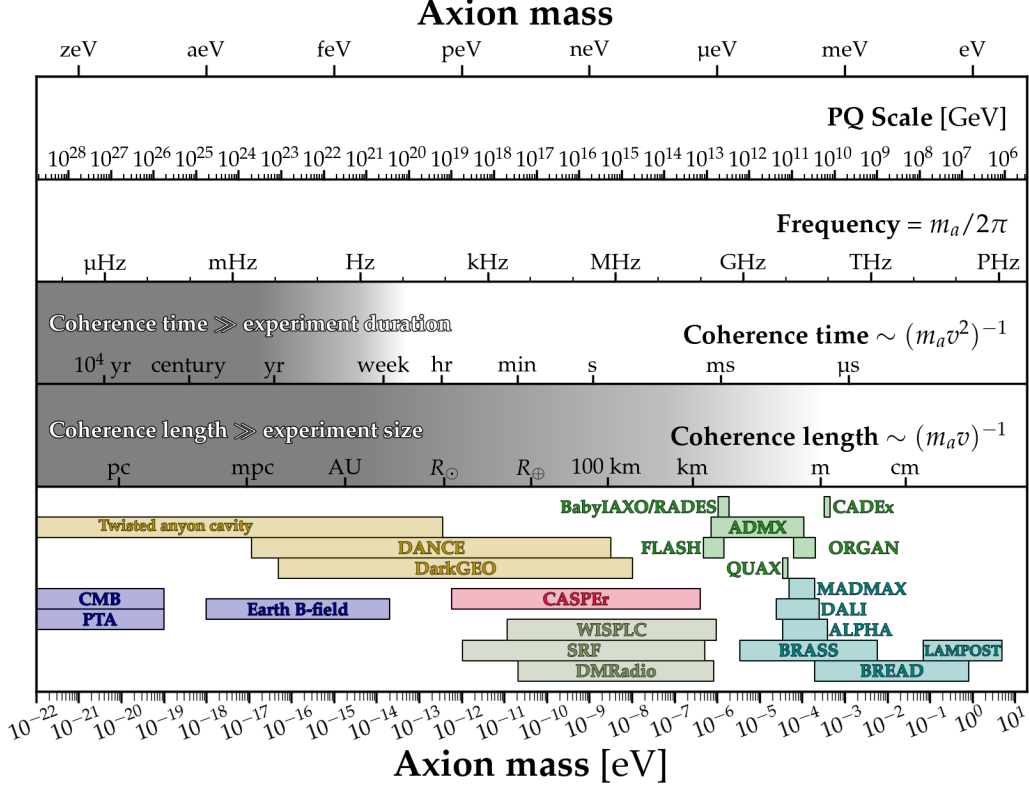 Axion mass
zeV aeV feV peV neV µeV meV eV
PQ Scale [GeV]
10^28 10^27 10^26 10^25 10^24 10^23 10^22 10^21 10^20 10^19 10^18 10^17 10^16 10^15 10^14 10^13 10^12 10^11 10^10 10^9 10^8 10^7 10^6
Frequency = m_a/2π
µHz mHz Hz kHz MHz GHz THz PHz
Coherence time ≫ experiment duration
Coherence time ∼ (m_a v^2)^−1
10^4 yr century yr week hr min s ms µs
Coherence length ≫ experiment size
Coherence length ∼ (m_a v)^−1
pc mpc AU R_⊙ R_⊕ 100 km km m cm
BabyIAXO/RADES CADEx
Twisted anyon cavity ADMX
DANCE FLASH ORGAN
DarkGEO QUAX
MADMAX
CMB CASPEr DALI
PTA Earth B-field
WISPLC ALPHA
SRF BRASS LAMPOST
DMRadio BREAD
10^−22 10^−21 10^−20 10^−19 10^−18 10^−17 10^−16 10^−15 10^−14 10^−13 10^−12 10^−11 10^−10 10^−9 10^−8 10^−7 10^−6 10^−5 10^−4 10^−3 10^−2 10^−1 10^0 10^1
Axion mass [eV]